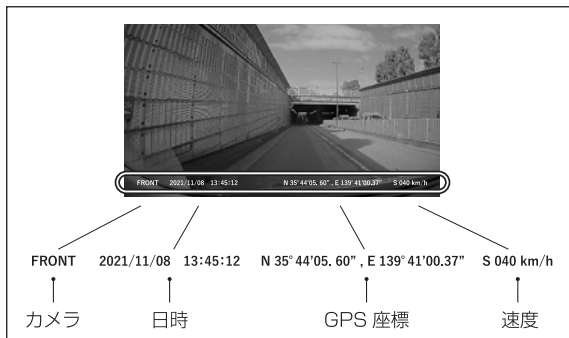 FRONT 2021/11/08 13:45:12 N 35°44'05. 60" , E 139°41'00.37" S 040 km/h
FRONT 2021/11/08 13:45:12 N 35°44'05. 60” , E 139°41'00.37” S 040 km/h
カメラ 日時 GPS 座標 速度